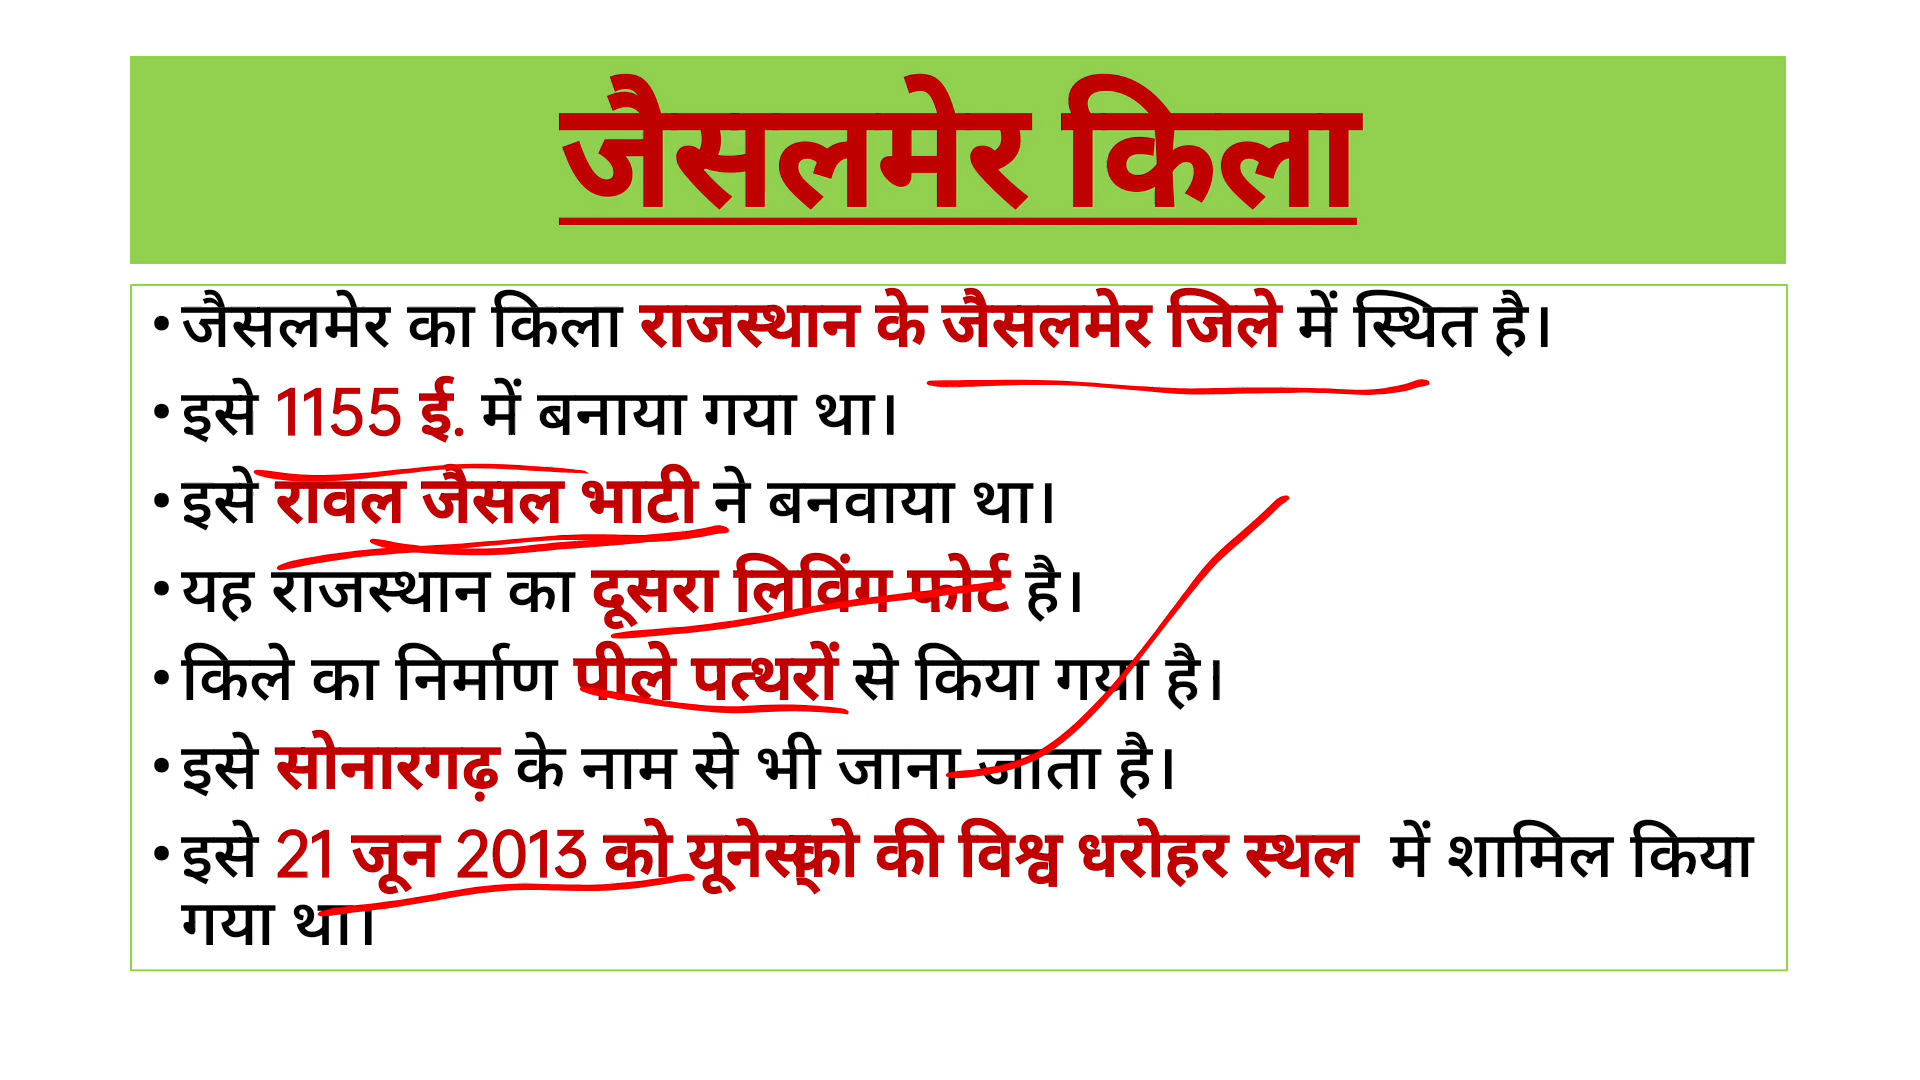 जैसलमेर किला
• जैसलमेर का किला राजस्थान के जैसलमेर जिले में स्थित है।
• इसे 1155 ई. में बनाया गया था।
• इसे रावल जैसल भाटी ने बनवाया था।
• यह राजस्थान का दूसरा लिविंग फोर्ट है।
• किले का निर्माण पीले पत्थरों से किया गया है।
• इसे सोनारगढ़ के नाम से भी जाना जाता है।
• इसे 21 जून 2013 को यूनेस्को की विश्व धरोहर स्थल में शामिल किया
गया था।